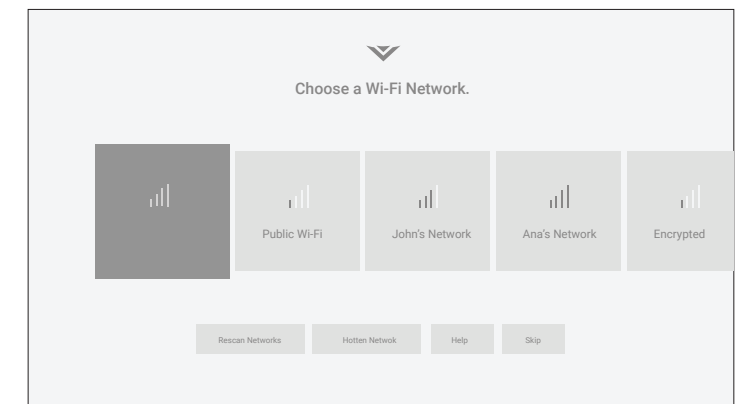 Choose a Wi-Fi Network.
Public Wi-Fi
John's Network
Ana's Network
Encrypted
Rescan Networks
Hotten Netwok
Help
Skip